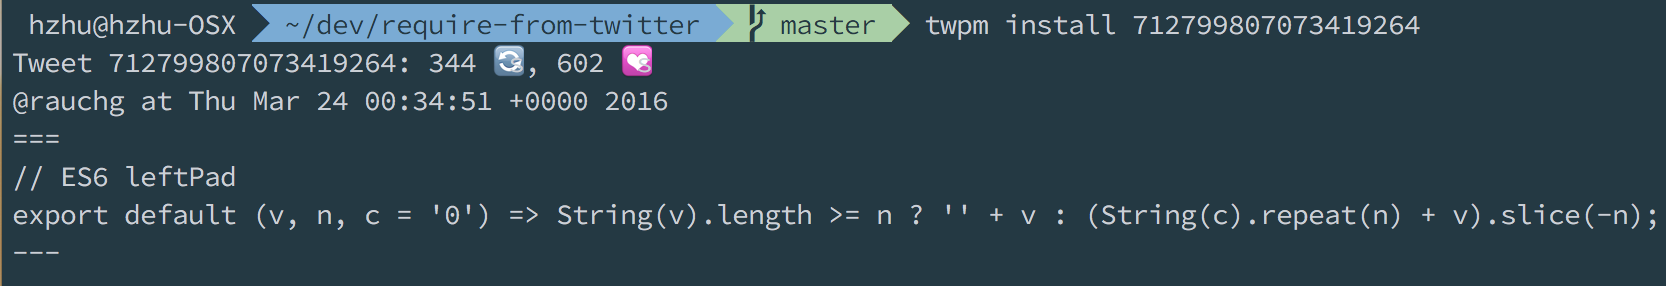 hzhu@hzhu-OSX ~/dev/require-from-twitter master twpm install 712799807073419264
Tweet 712799807073419264: 344 🔄, 602 💟
@rauchg at Thu Mar 24 00:34:51 +0000 2016
===
// ES6 leftPad
export default (v, n, c = '0') => String(v).length >= n ? '' + v : (String(c).repeat(n) + v).slice(-n);
---